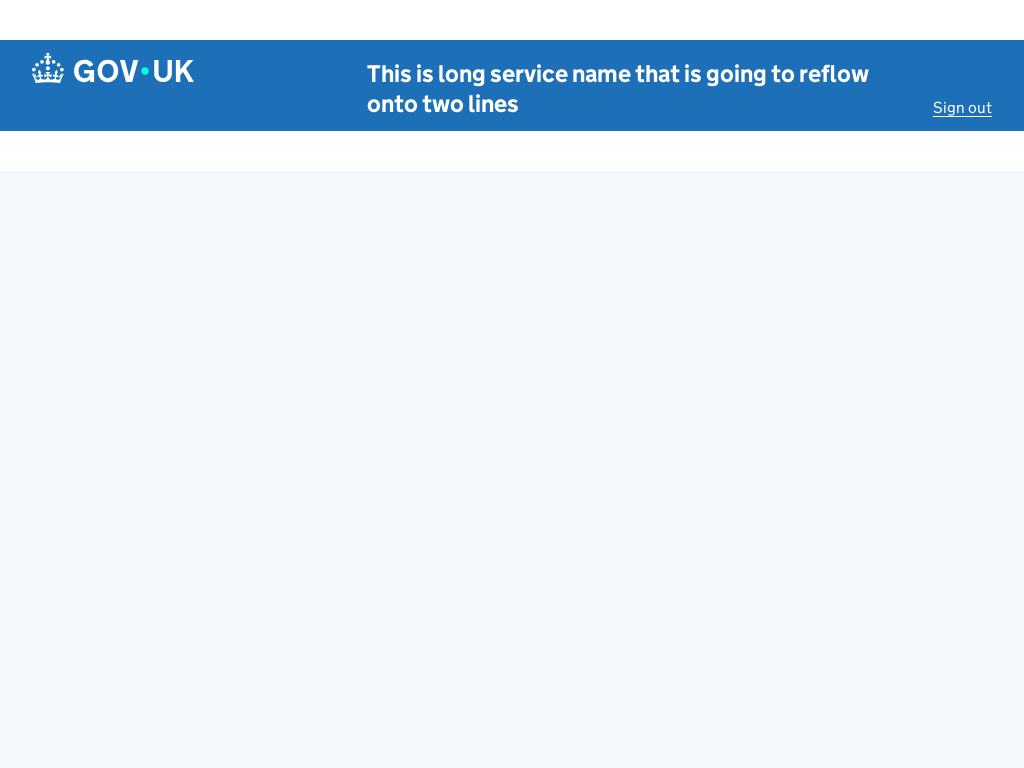 GOV•UK
This is long service name that is going to reflow
onto two lines
Sign out